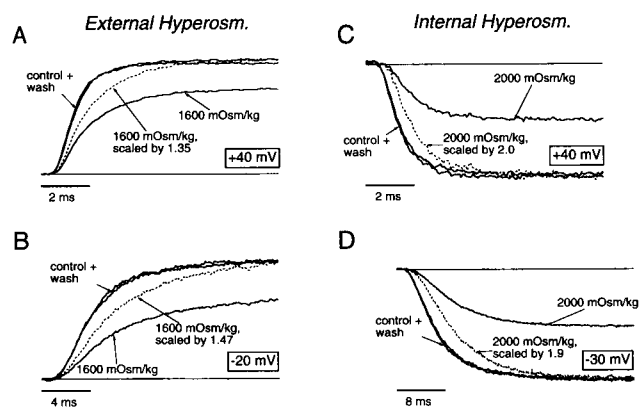 External Hyperosm.
Internal Hyperosm.
A
control +
wash
1600 mOsm/kg
1600 mOsm/kg,
scaled by 1.35
+40 mV
2 ms
C
2000 mOsm/kg
control +
wash
2000 mOsm/kg,
scaled by 2.0
+40 mV
2 ms
B
control +
wash
1600 mOsm/kg,
scaled by 1.47
1600 mOsm/kg
-20 mV
4 ms
D
2000 mOsm/kg
control +
wash
2000 mOsm/kg,
scaled by 1.9
-30 mV
8 ms